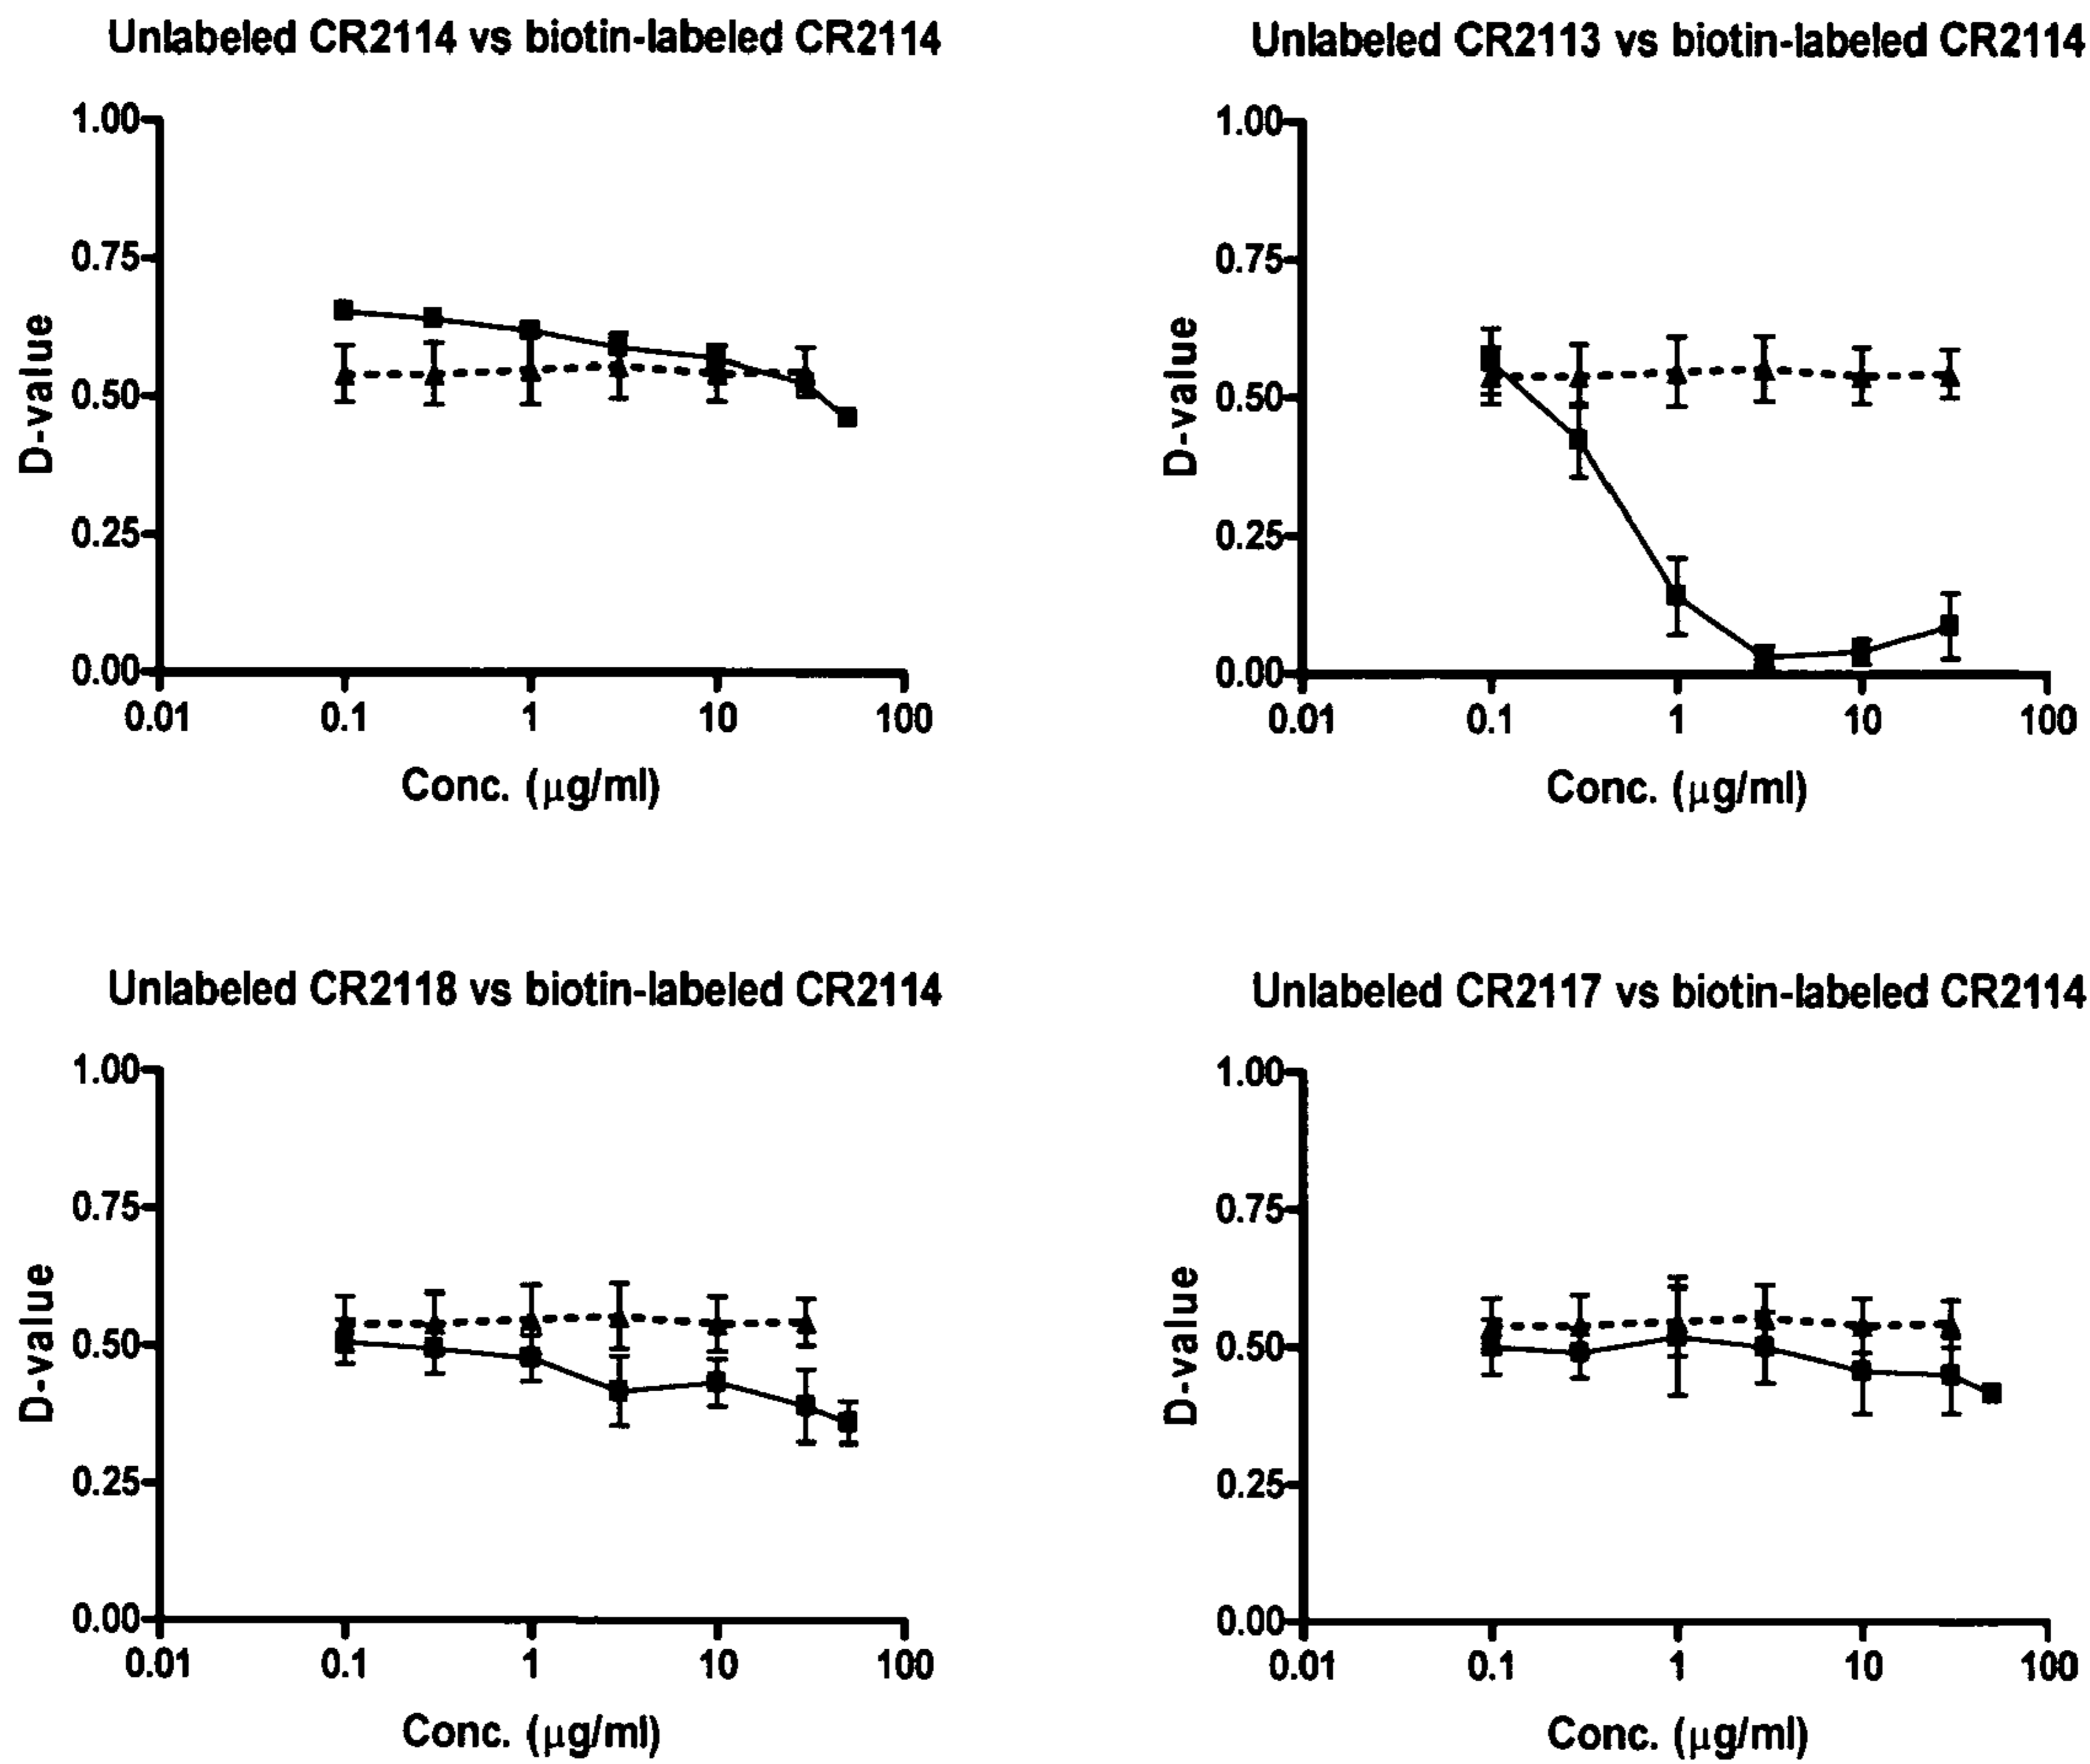 Unlabeled CR2114 vs biotin-labeled CR2114
1.00
0.75
0.50
0.25
0.00
D-value
0.01 0.1 1 10 100
Conc. (μg/ml)
Unlabeled CR2113 vs biotin-labeled CR2114
1.00
0.75
0.50
0.25
0.00
D-value
0.01 0.1 1 10 100
Conc. (μg/ml)
Unlabeled CR2118 vs biotin-labeled CR2114
1.00
0.75
0.50
0.25
0.00
D-value
0.01 0.1 1 10 100
Conc. (μg/ml)
Unlabeled CR2117 vs biotin-labeled CR2114
1.00
0.75
0.50
0.25
0.00
D-value
0.01 0.1 1 10 100
Conc. (μg/ml)